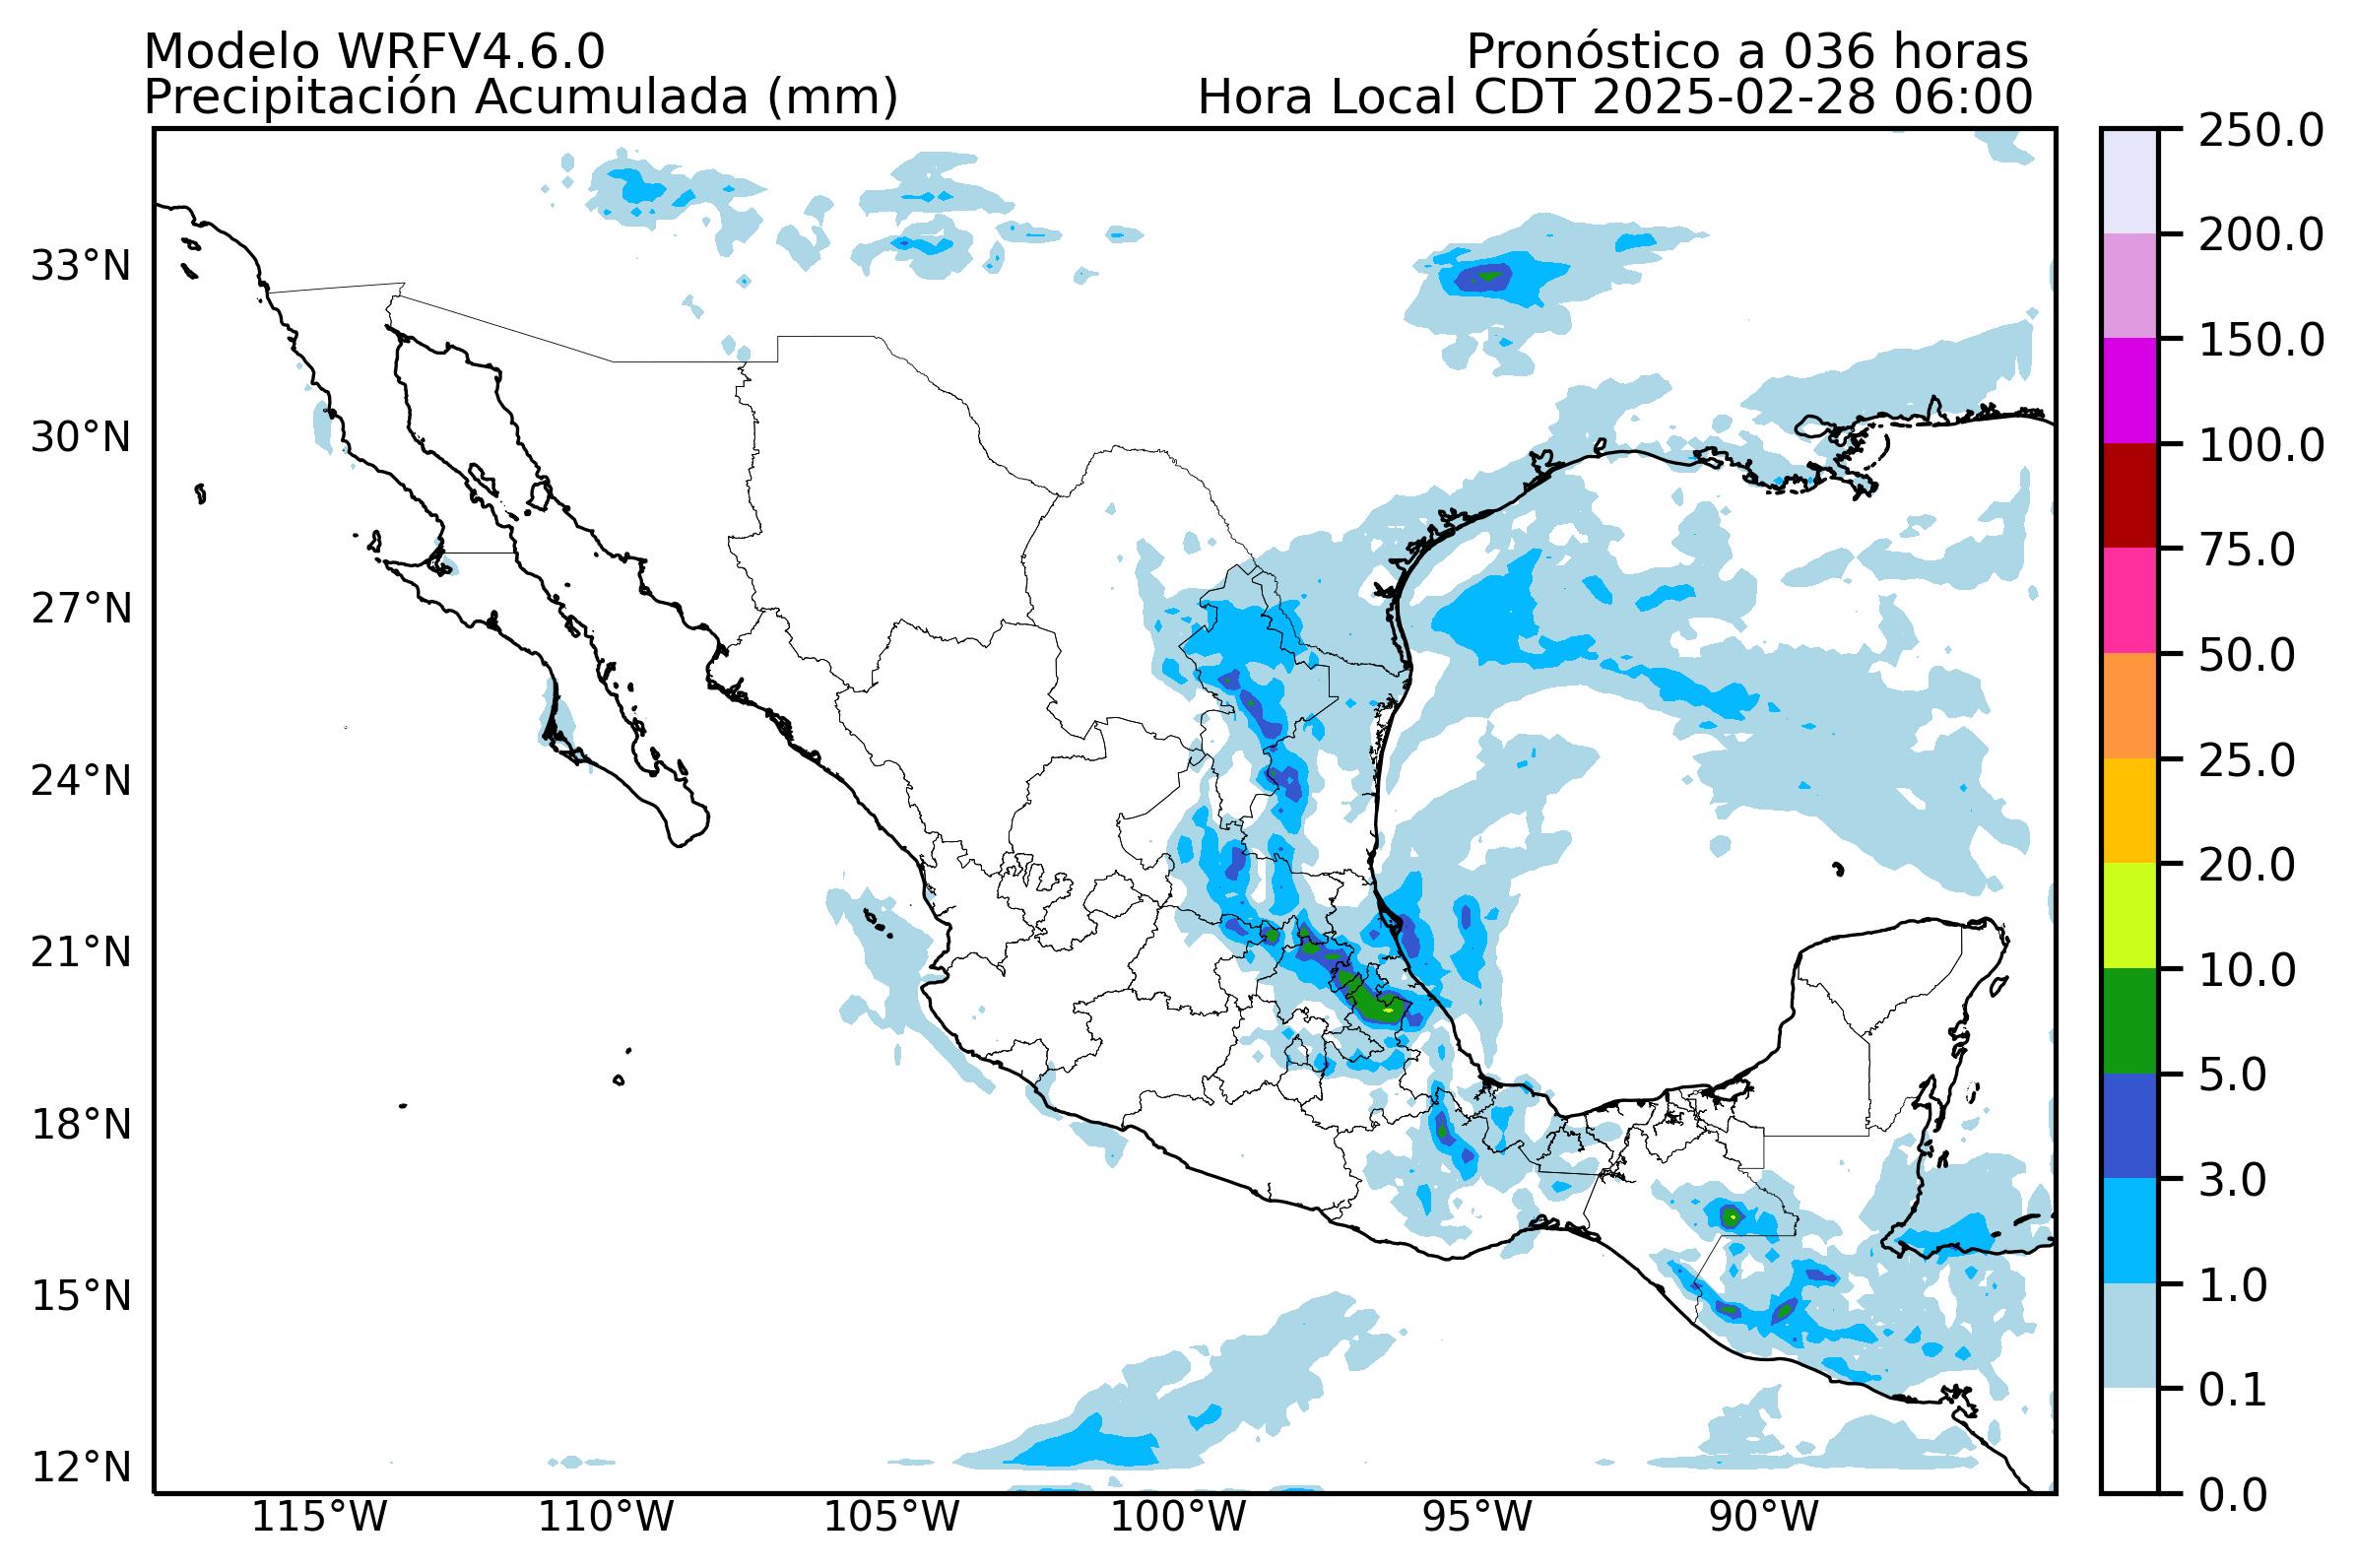 Modelo WRFV4.6.0
Pronóstico a 036 horas
Precipitación Acumulada (mm)
Hora Local CDT 2025-02-28 06:00
33°N
30°N
27°N
24°N
21°N
18°N
15°N
12°N
115°W
110°W
105°W
100°W
95°W
90°W
250.0
200.0
150.0
100.0
75.0
50.0
25.0
20.0
10.0
5.0
3.0
1.0
0.1
0.0